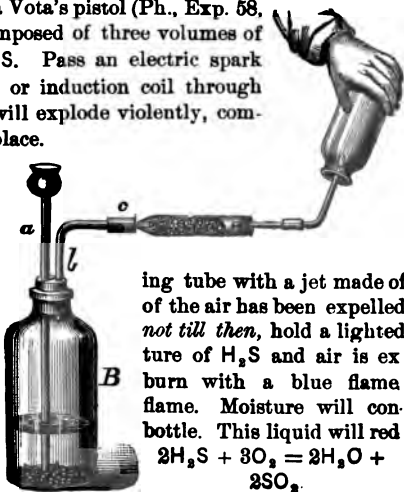 Vota's pistol (Ph., Exp. 58,
mposed of three volumes of
S. Pass an electric spark
or induction coil through
will explode violently, com-
place.
a
c
l
ing tube with a jet made of
of the air has been expelled
not till then, hold a lighted
ture of H₂S and air is ex
B
burn with a blue flame
flame. Moisture will con-
bottle. This liquid will red
2H₂S + 3O₂ = 2H₂O +
2SO₂.